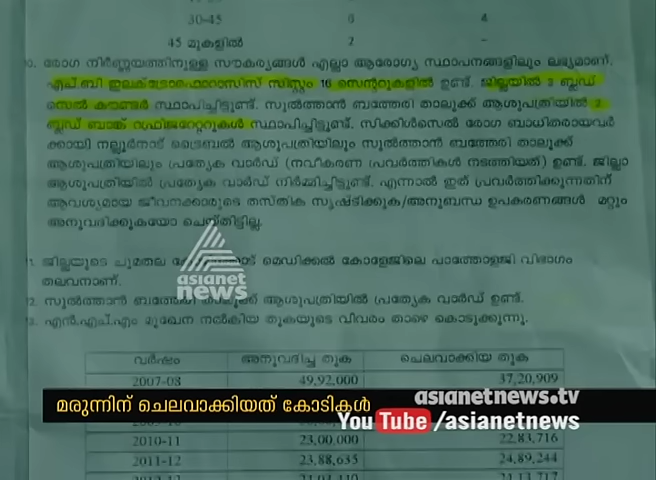 30-45 6 4
45 മുകളിൽ 2 -
രോഗ നിർണ്ണയത്തിനുള്ള സൗകര്യങ്ങൾ എല്ലാ ആരോഗ്യ സ്ഥാപനങ്ങളിലും ലഭ്യമാണ്.
എച്ച്.ബി ഇലക്ട്രോഫൊറാസിസ് സിസ്റ്റം 16 സെന്ററുകളിൽ ഉണ്ട്. ജില്ലയിൽ 3 ബ്ലഡ്
സെൽ കൗണ്ടർ സ്ഥാപിച്ചിട്ടുണ്ട്. സുൽത്താൻ ബത്തേരി താലൂക്ക് ആശുപത്രിയിൽ 2
ബ്ലഡ് ബാങ്ക് റഫ്രിജറേറ്ററുകൾ സ്ഥാപിച്ചിട്ടുണ്ട്. സിക്കിൾസെൽ രോഗ ബാധിതരായവർ
ക്കായി നല്ലൂർനാട് ട്രൈബൽ ആശുപത്രിയിലും സുൽത്താൻ ബത്തേരി താലൂക്ക്
ആശുപത്രിയിലും പ്രത്യേക വാർഡ് (നവീകരണ പ്രവർത്തികൾ നടത്തിയത്) ഉണ്ട്. ജില്ലാ
ആശുപത്രിയിൽ പ്രത്യേക വാർഡ് നിർമ്മിച്ചിട്ടുണ്ട്. എന്നാൽ ഇത് പ്രവർത്തിക്കുന്നതിന്
ആവശ്യമായ ജീവനക്കാരുടെ തസ്തിക സൃഷ്ടിക്കുക/അനുബന്ധ ഉപകരണങ്ങൾ മറ്റും
അനുവദിക്കുകയോ ചെയ്തിട്ടില്ല.
ജില്ലയുടെ ചുമതല മെഡിക്കൽ കോളേജിലെ പാത്തോളജി വിഭാഗം
തലവനാണ്.
സുൽത്താൻ ബത്തേരി താലൂക്ക് ആശുപത്രിയിൽ പ്രത്യേക വാർഡ് ഉണ്ട്.
എൻ.എച്ച്.എം മുഖേന നൽകിയ തുകയുടെ വിവരം താഴെ കൊടുക്കുന്നു.
asianet
news
വർഷം അനുവദിച്ച തുക ചെലവാക്കിയ തുക
2007-08 49,92,000 37,20,909
മരുന്നിന് ചെലവാക്കിയത് കോടികൾ
asianetnews.tv
You Tube /asianetnews
2010-11 23,00,000 22,83,716
2011-12 23,88,635 24,89,244